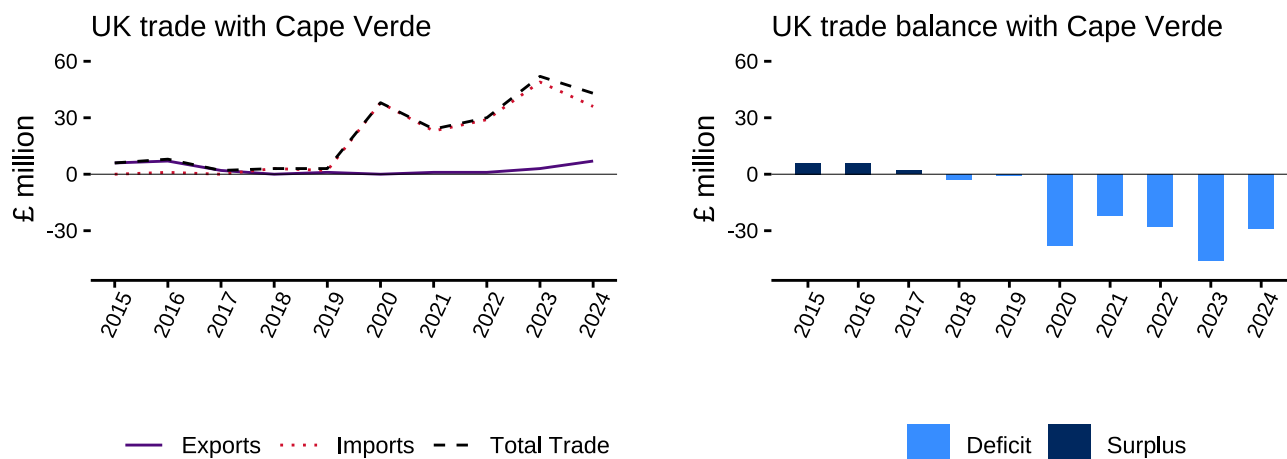 UK trade with Cape Verde
60
30
0
-30
£ million
2015 2016 2017 2018 2019 2020 2021 2022 2023 2024
Exports Imports Total Trade
UK trade balance with Cape Verde
60
30
0
-30
£ million
2015 2016 2017 2018 2019 2020 2021 2022 2023 2024
Deficit Surplus